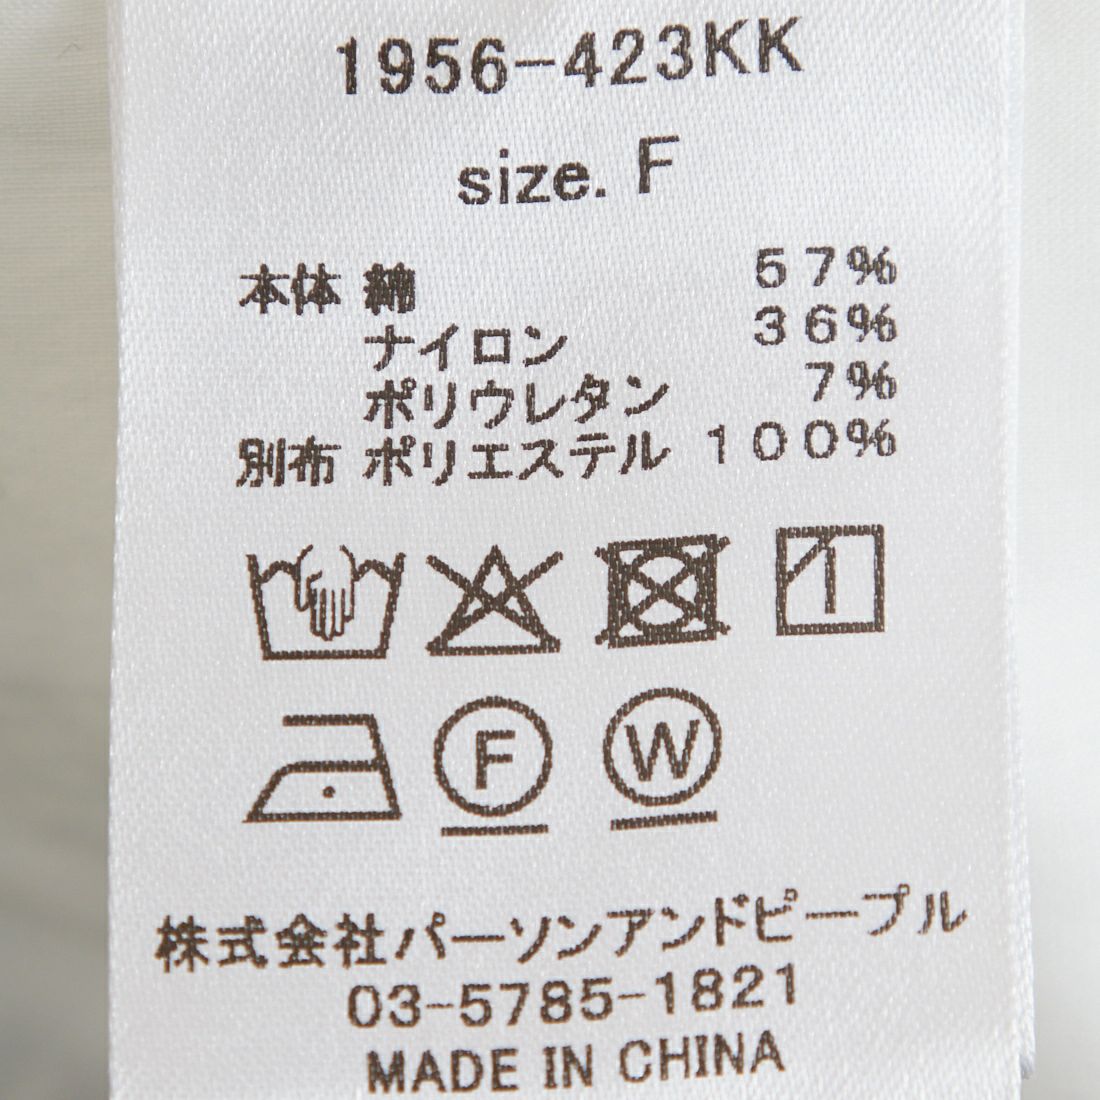 1956-423KK
size. F
本体 綿 57%
ナイロン 36%
ポリウレタン 7%
別布 ポリエステル 100%
F W
株式会社パーソンアンドピープル
03-5785-1821
MADE IN CHINA